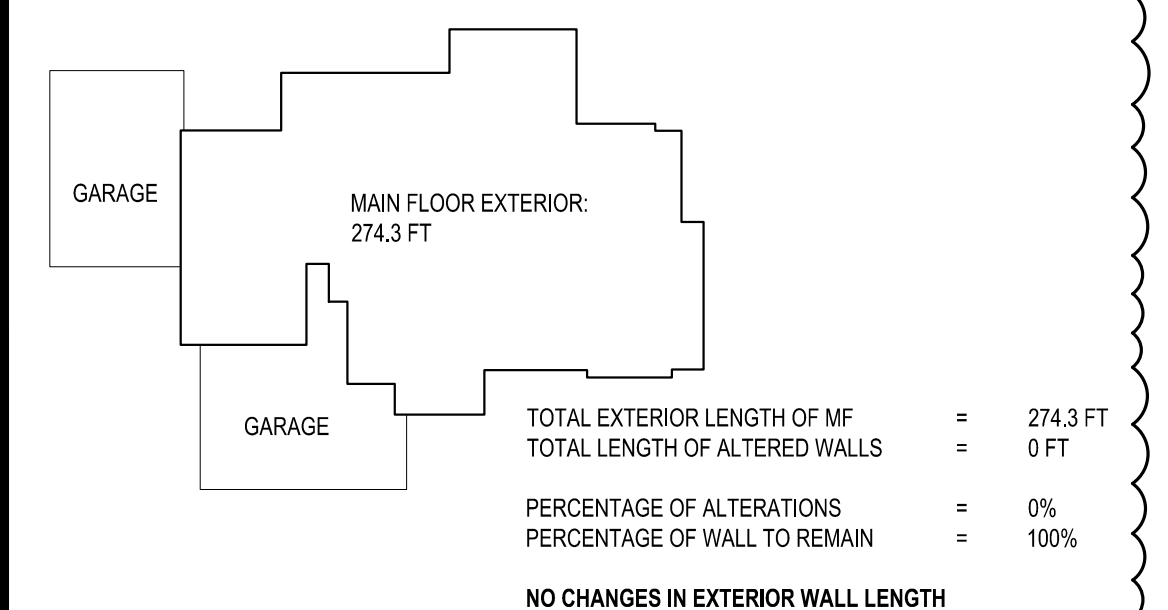 GARAGE
MAIN FLOOR EXTERIOR:
274.3 FT
GARAGE
TOTAL EXTERIOR LENGTH OF MF = 274.3 FT
TOTAL LENGTH OF ALTERED WALLS = 0 FT
PERCENTAGE OF ALTERATIONS = 0%
PERCENTAGE OF WALL TO REMAIN = 100%
NO CHANGES IN EXTERIOR WALL LENGTH